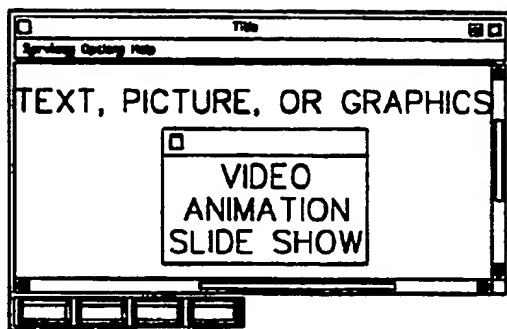 Title
Services Options Help
TEXT, PICTURE, OR GRAPHICS
VIDEO
ANIMATION
SLIDE SHOW